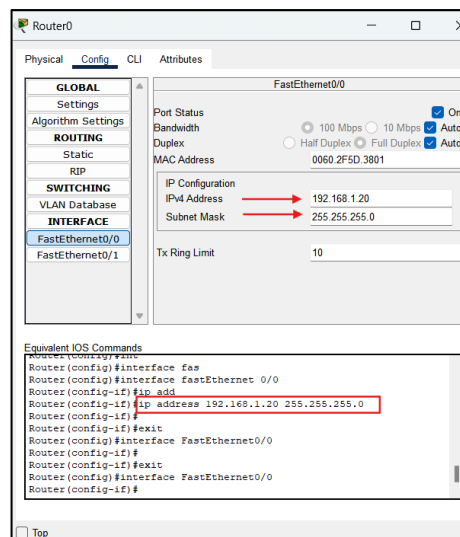 Router0
Physical Config CLI Attributes
GLOBAL
Settings
Algorithm Settings
ROUTING
Static
RIP
SWITCHING
VLAN Database
INTERFACE
FastEthernet0/0
FastEthernet0/1
FastEthernet0/0
Port Status On
Bandwidth 100 Mbps 10 Mbps Auto
Duplex Half Duplex Full Duplex Auto
MAC Address 0060.2F5D.3801
IP Configuration
IPv4 Address 192.168.1.20
Subnet Mask 255.255.255.0
Tx Ring Limit 10
Equivalent IOS Commands
Router(config)#int
Router(config)#interface fas
Router(config)#interface fastEthernet 0/0
Router(config-if)#ip add
Router(config-if)#ip address 192.168.1.20 255.255.255.0
Router(config-if)#
Router(config-if)#exit
Router(config)#interface FastEthernet0/0
Router(config-if)#
Router(config-if)#exit
Router(config)#interface FastEthernet0/0
Router(config-if)#
Top